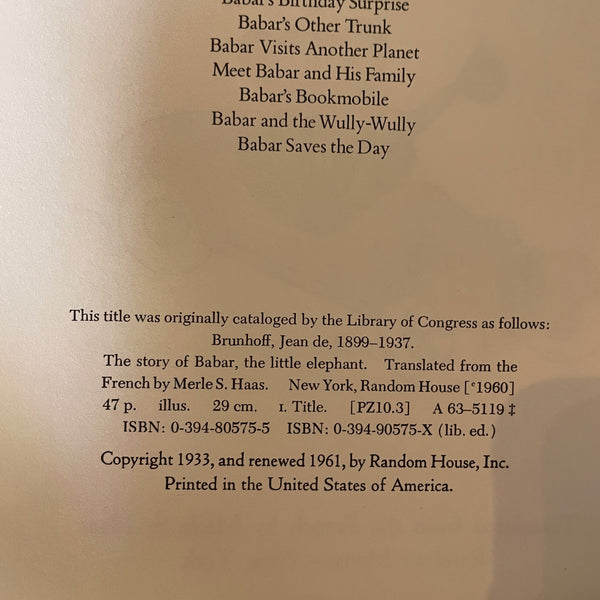 Babar's Birthday Surprise
Babar's Other Trunk
Babar Visits Another Planet
Meet Babar and His Family
Babar's Bookmobile
Babar and the Wully-Wully
Babar Saves the Day
This title was originally cataloged by the Library of Congress as follows:
Brunhoff, Jean de, 1899–1937.
The story of Babar, the little elephant. Translated from the
French by Merle S. Haas. New York, Random House [ᶜ1960]
47 p. illus. 29 cm. I. Title. [PZ10.3] A 63–5119 ‡
ISBN: 0-394-80575-5 ISBN: 0-394-90575-X (lib. ed.)
Copyright 1933, and renewed 1961, by Random House, Inc.
Printed in the United States of America.